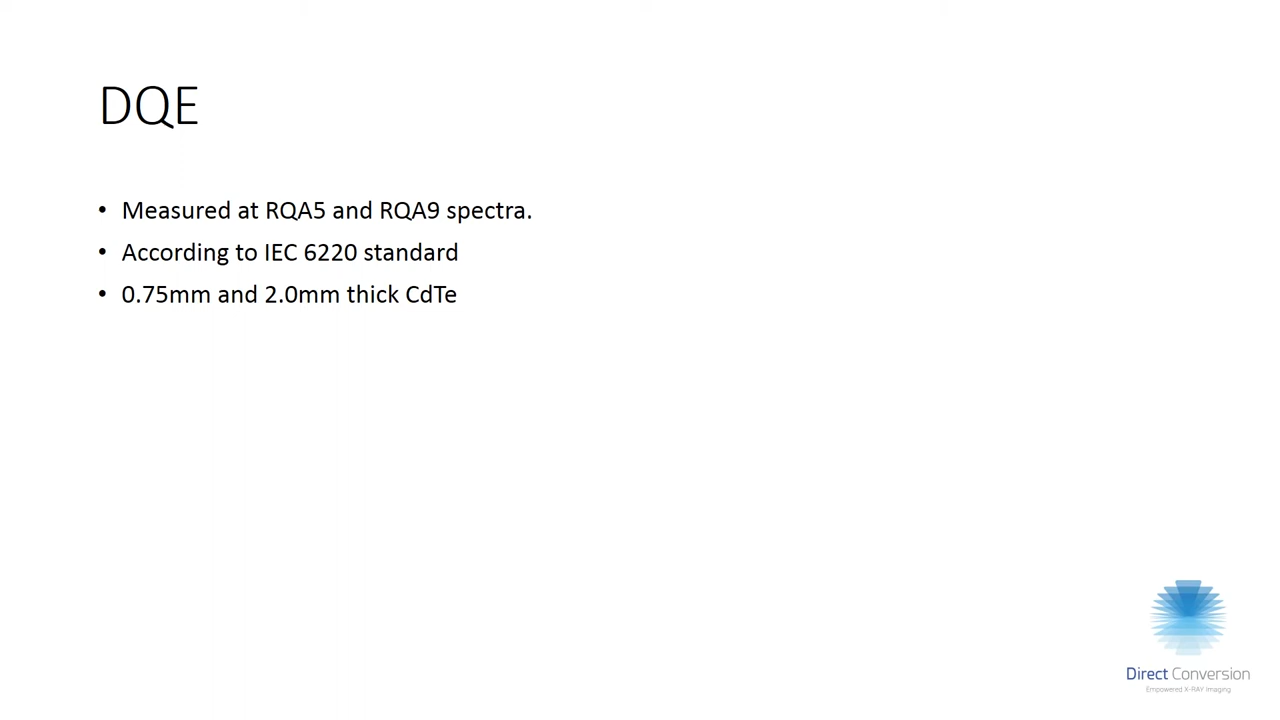 DQE
• Measured at RQA5 and RQA9 spectra.
• According to IEC 6220 standard
• 0.75mm and 2.0mm thick CdTe
Direct Conversion
Empowered X-RAY Imaging